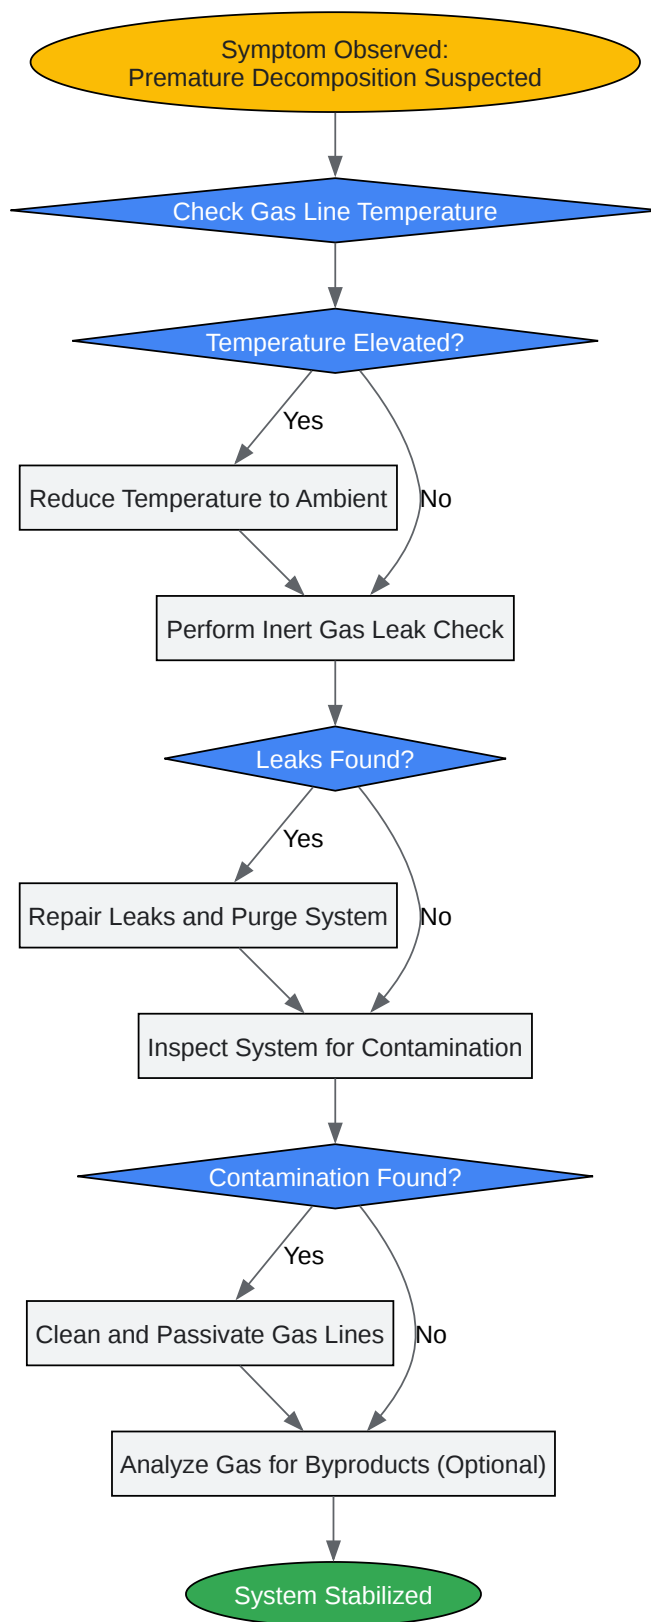 Symptom Observed:
Premature Decomposition Suspected
Check Gas Line Temperature
Temperature Elevated?
Yes
Reduce Temperature to Ambient
No
Perform Inert Gas Leak Check
Leaks Found?
Yes
Repair Leaks and Purge System
No
Inspect System for Contamination
Contamination Found?
Yes
Clean and Passivate Gas Lines
No
Analyze Gas for Byproducts (Optional)
System Stabilized